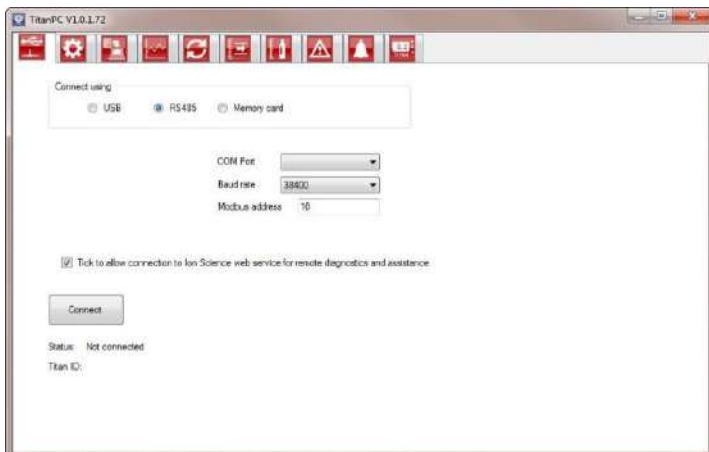 TitanPC V1.0.1.72
Connect using
USB RS485 Memory card
COM Port
Baud rate 38400
Modbus address 10
Tick to allow connection to Ion Science web service for remote diagnostics and assistance
Connect
Status: Not connected
Titan ID: